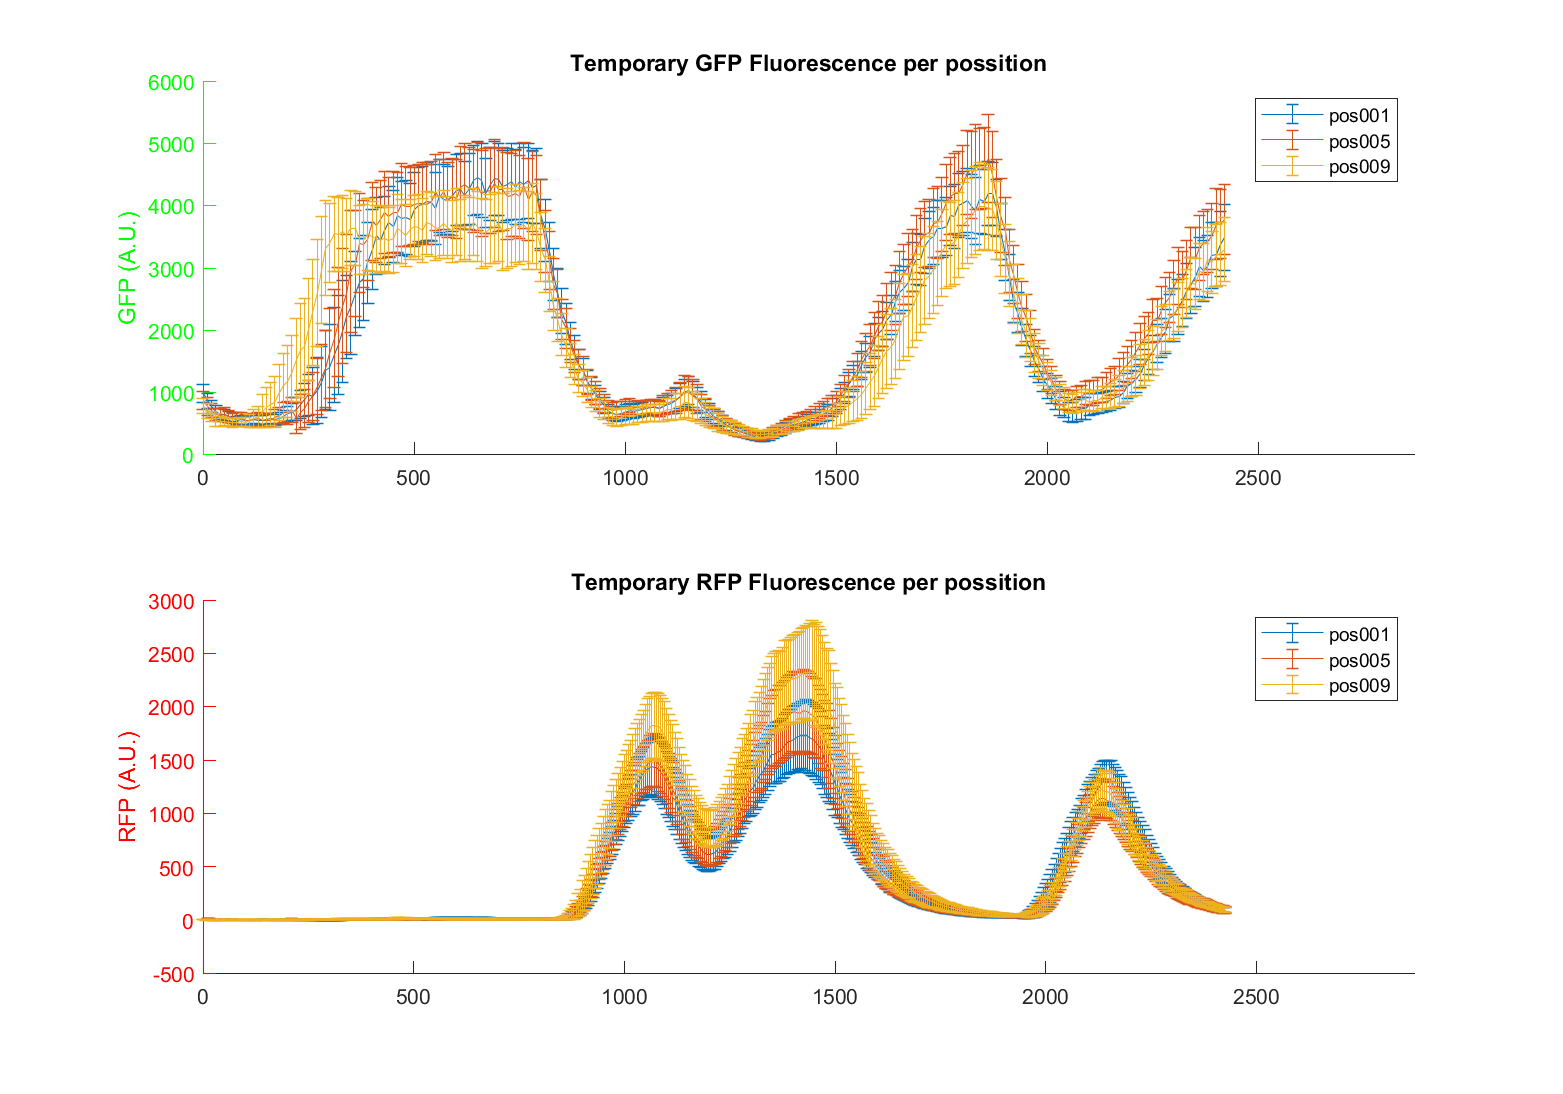 Temporary GFP Fluorescence per possition
6000
5000
4000
3000
2000
1000
0
GFP (A.U.)
0 500 1000 1500 2000 2500
pos001
pos005
pos009
Temporary RFP Fluorescence per possition
3000
2500
2000
1500
1000
500
0
-500
RFP (A.U.)
0 500 1000 1500 2000 2500
pos001
pos005
pos009